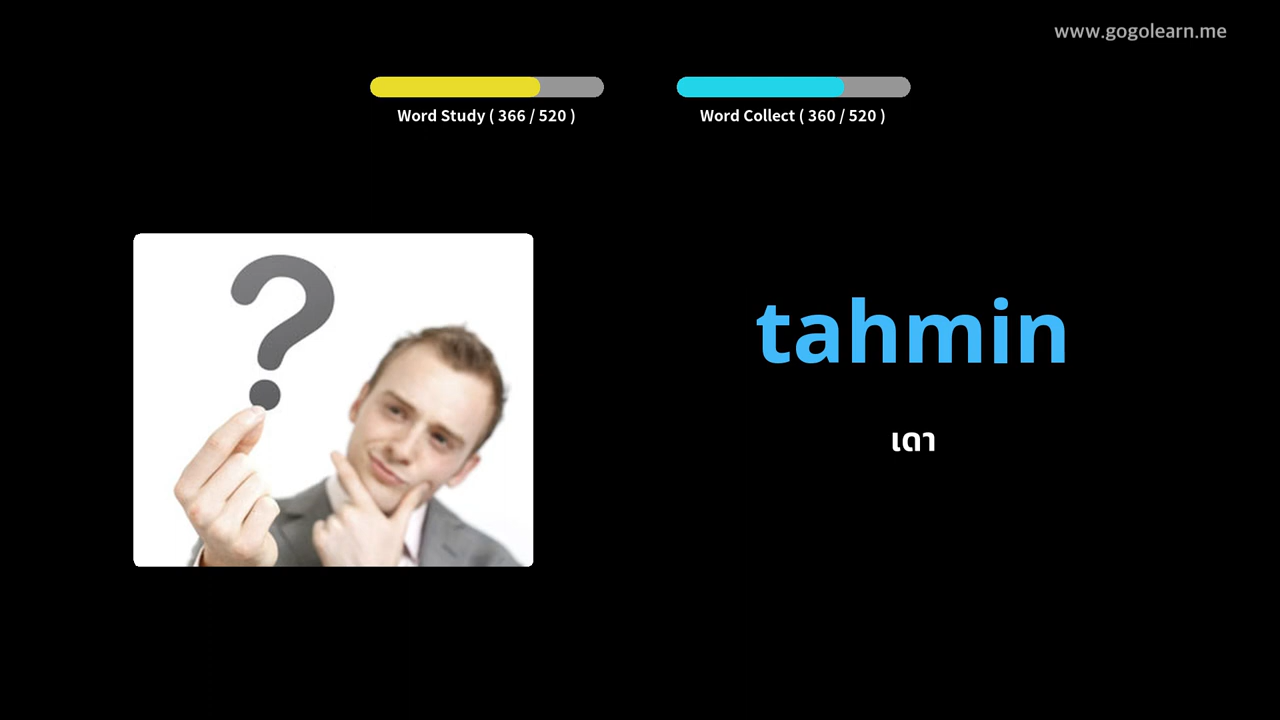 www.gogolearn.me
Word Study ( 366 / 520 )
Word Collect ( 360 / 520 )
?
tahmin
เดา